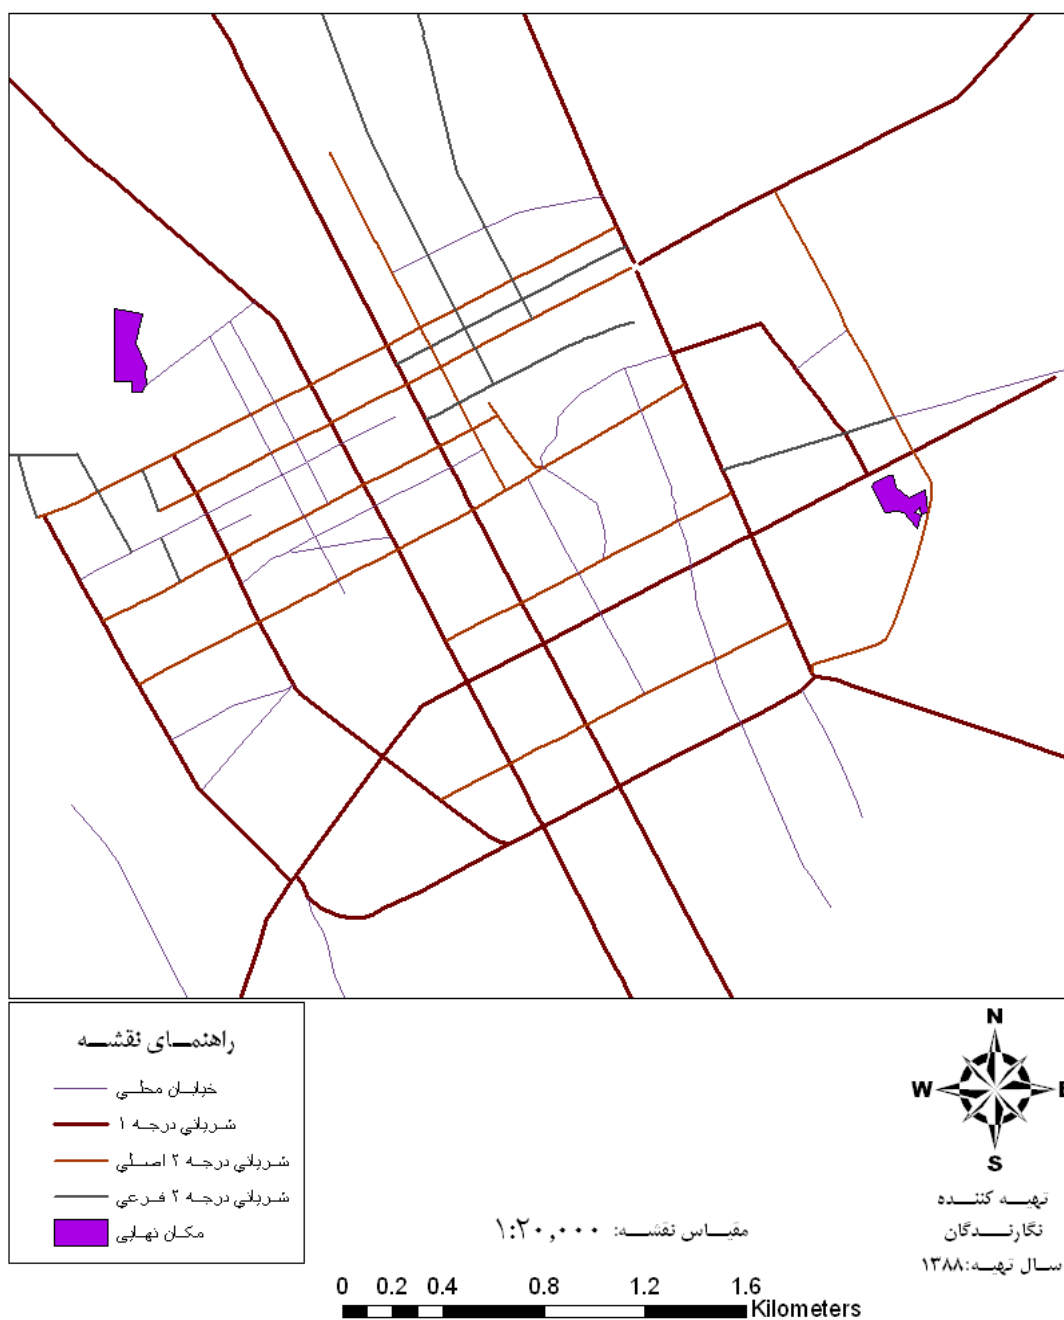 راهنمای نقشه
خیابان محلی
شریانی درجه ۱
شریانی درجه ۲ اصلی
شریانی درجه ۲ فرعی
مکان نهایی
N
W E
S
تهیه کننده
نگارندگان
سال تهیه:۱۳۸۸
مقیاس نقشه: ۱:۲۰,۰۰۰
0 0.2 0.4 0.8 1.2 1.6
Kilometers